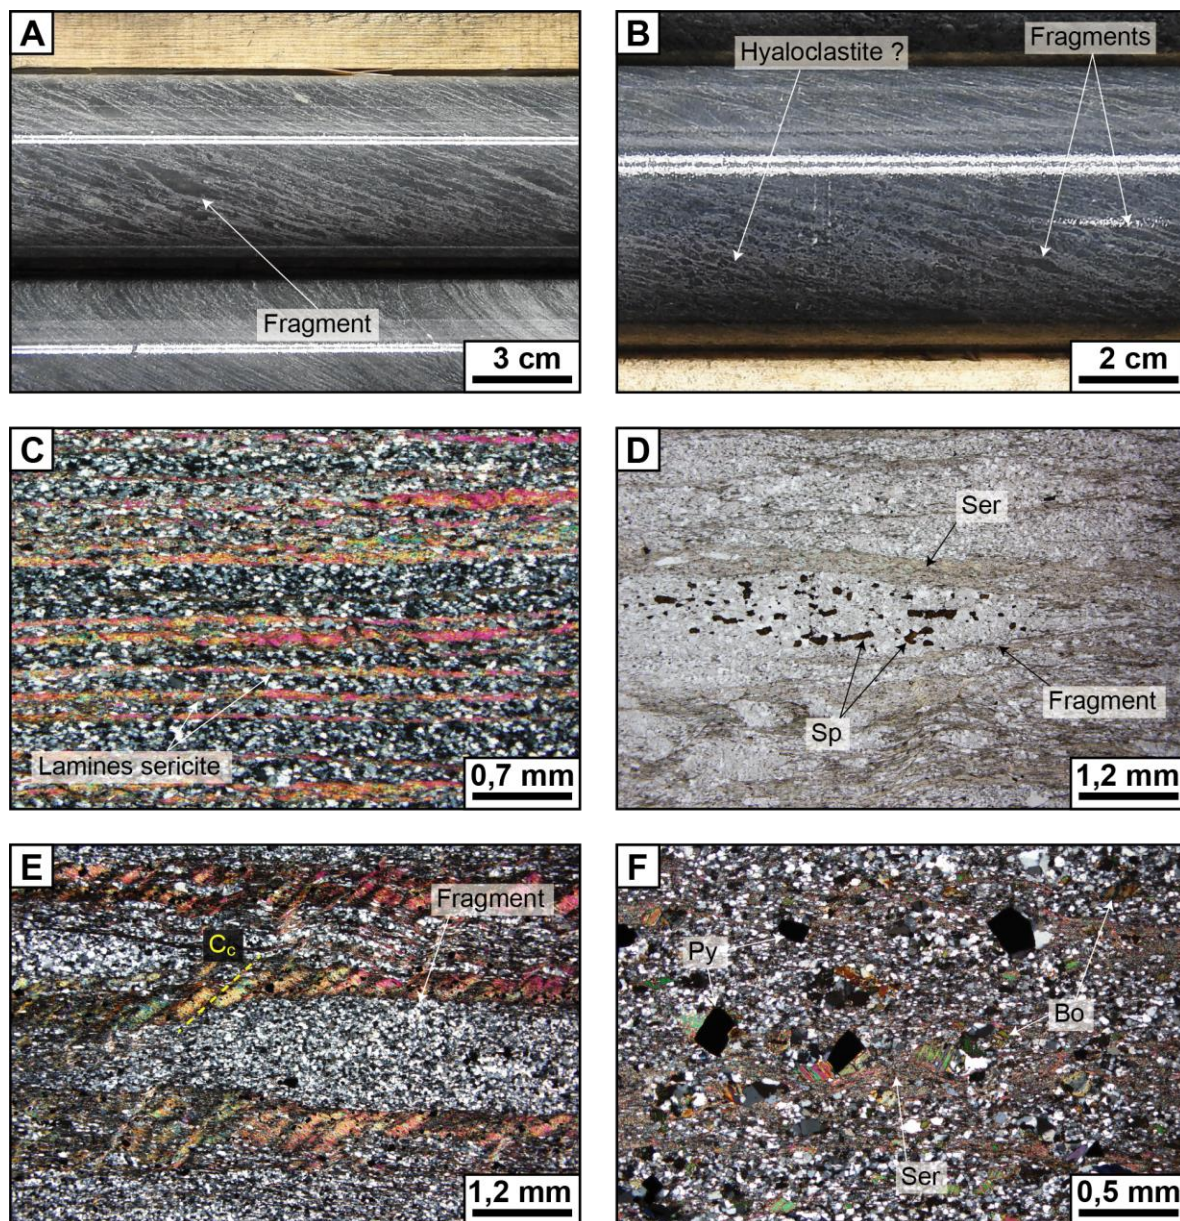 A
Fragment
3 cm
B
Hyaloclastite ?
Fragments
2 cm
C
Lamines sericite
0,7 mm
D
Ser
Sp
Fragment
1,2 mm
E
Fragment
Cc
1,2 mm
F
Py
Bo
Ser
0,5 mm